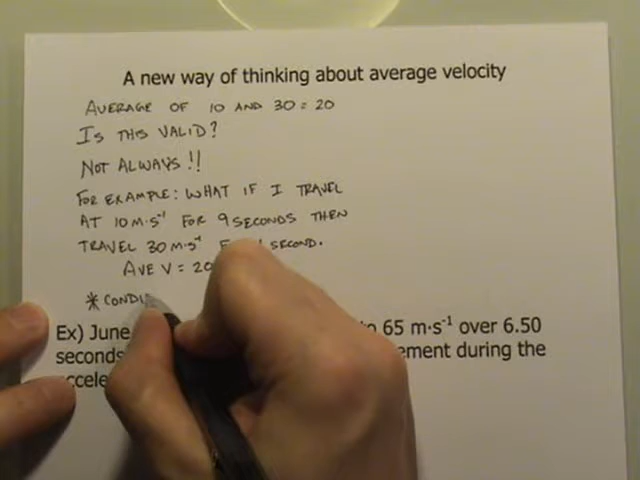 A new way of thinking about average velocity
AVERAGE OF 10 AND 30 = 20
IS THIS VALID?
NOT ALWAYS!!
FOR EXAMPLE: WHAT IF I TRAVEL
AT 10 M·S⁻¹ FOR 9 SECONDS THEN
TRAVEL 30 M·S⁻¹ SECOND.
AVE V = 20
* CONDI
Ex) June 65 m·s⁻¹ over 6.50
seconds ement during the
accele